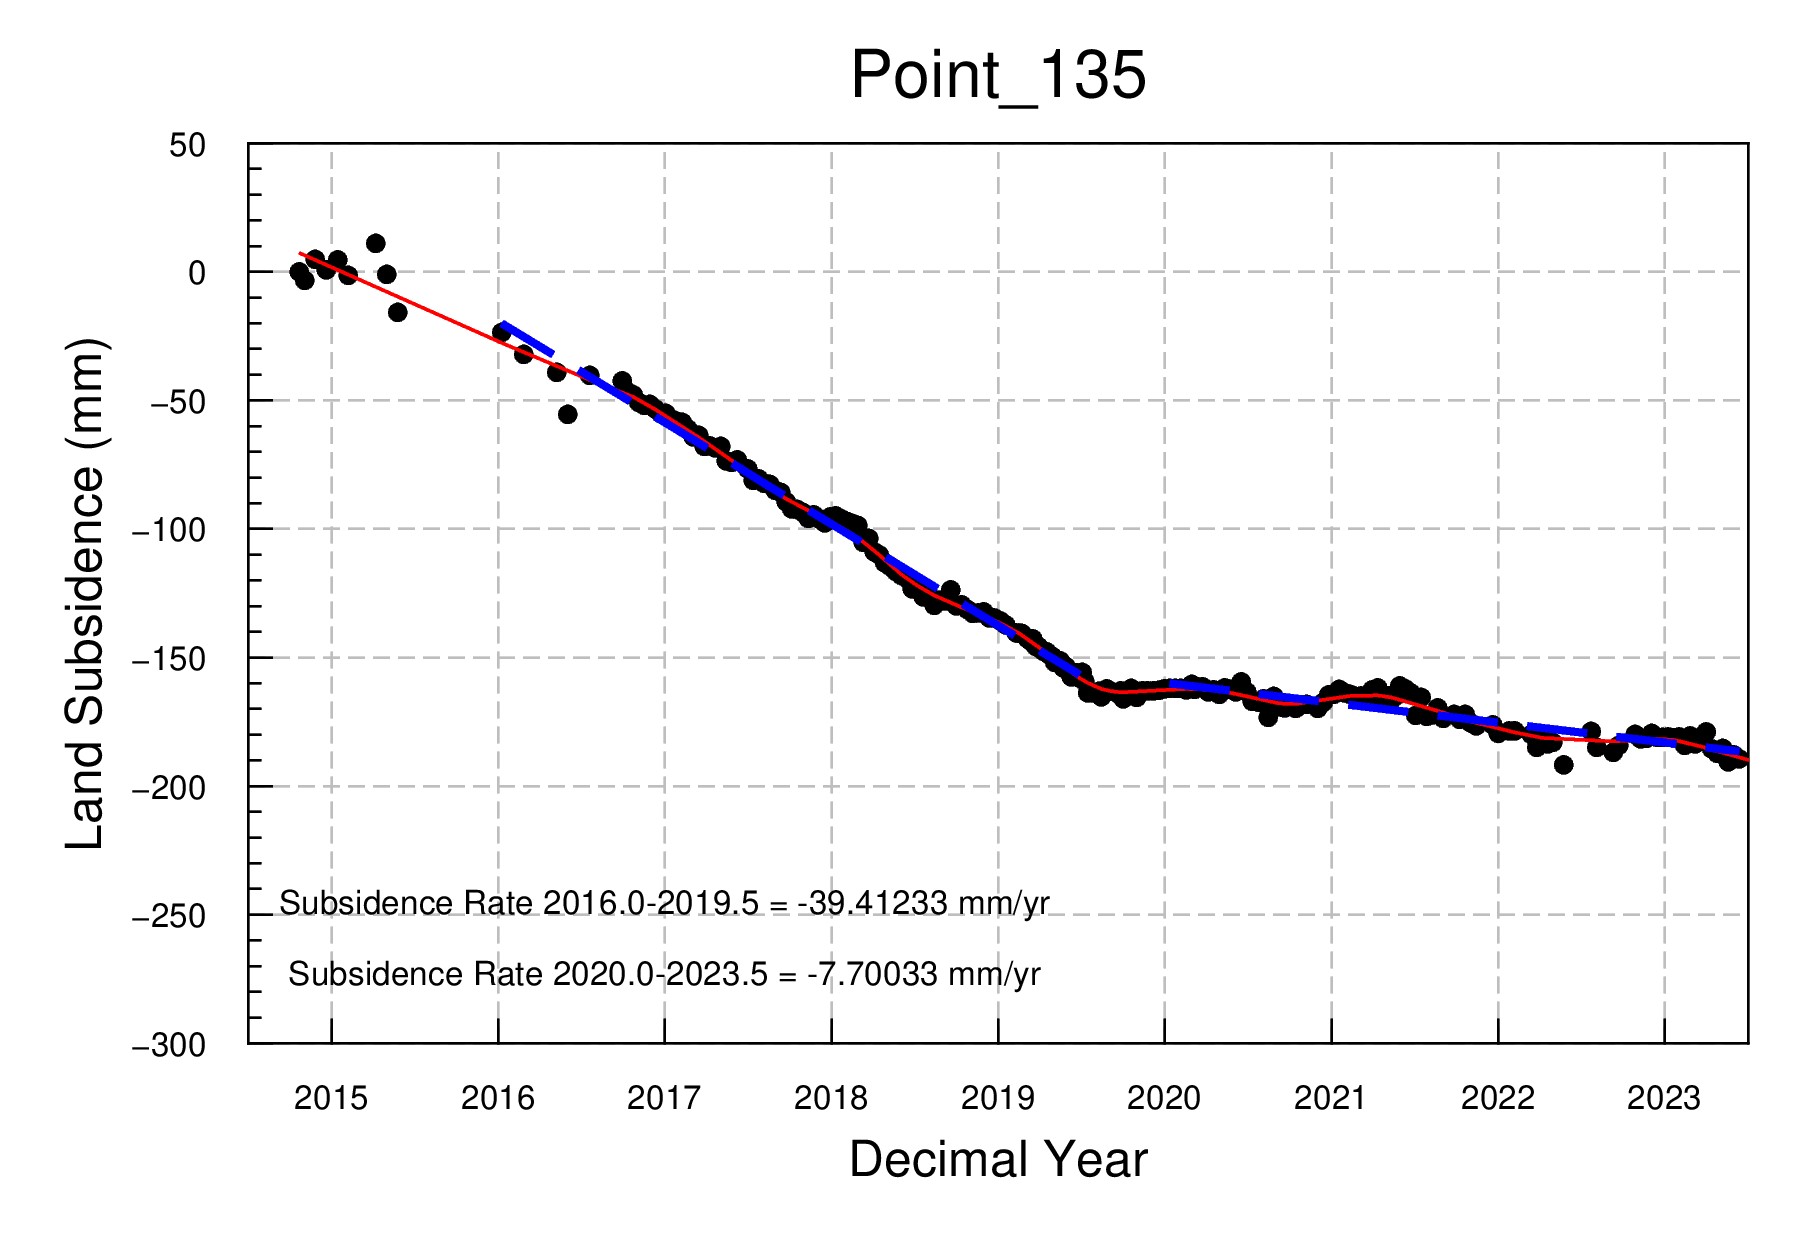 Point_135
50
0
−50
−100
−150
−200
−250
−300
Land Subsidence (mm)
Subsidence Rate 2016.0-2019.5 = -39.41233 mm/yr
Subsidence Rate 2020.0-2023.5 = -7.70033 mm/yr
2015 2016 2017 2018 2019 2020 2021 2022 2023
Decimal Year